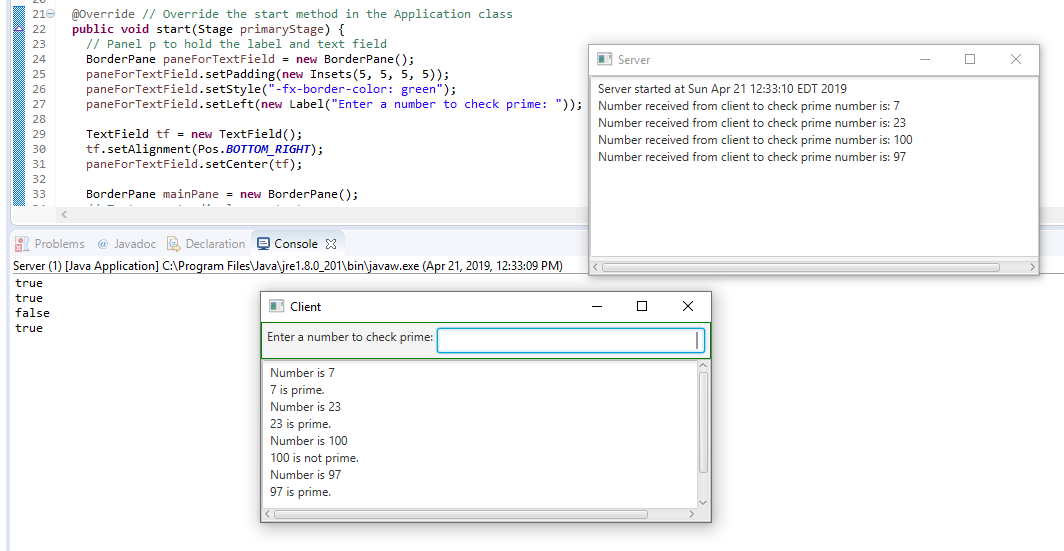 21 @Override // Override the start method in the Application class
22 public void start(Stage primaryStage) {
23 // Panel p to hold the label and text field
24 BorderPane paneForTextField = new BorderPane();
25 paneForTextField.setPadding(new Insets(5, 5, 5, 5));
26 paneForTextField.setStyle("-fx-border-color: green");
27 paneForTextField.setLeft(new Label("Enter a number to check prime: "));
28
29 TextField tf = new TextField();
30 tf.setAlignment(Pos.BOTTOM_RIGHT);
31 paneForTextField.setCenter(tf);
32
33 BorderPane mainPane = new BorderPane();
Server
Server started at Sun Apr 21 12:33:10 EDT 2019
Number received from client to check prime number is: 7
Number received from client to check prime number is: 23
Number received from client to check prime number is: 100
Number received from client to check prime number is: 97
Problems @ Javadoc Declaration Console
Server (1) [Java Application] C:\Program Files\Java\jre1.8.0_201\bin\javaw.exe (Apr 21, 2019, 12:33:09 PM)
true
true
false
true
Client
Enter a number to check prime:
Number is 7
7 is prime.
Number is 23
23 is prime.
Number is 100
100 is not prime.
Number is 97
97 is prime.